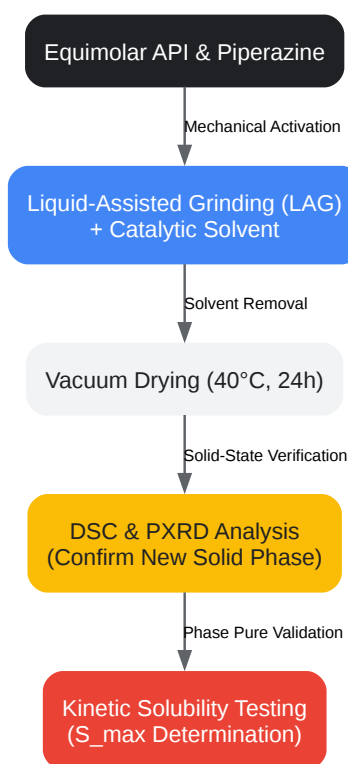 Equimolar API & Piperazine
Mechanical Activation
Liquid-Assisted Grinding (LAG)
+ Catalytic Solvent
Solvent Removal
Vacuum Drying (40°C, 24h)
Solid-State Verification
DSC & PXRD Analysis
(Confirm New Solid Phase)
Phase Pure Validation
Kinetic Solubility Testing
(S_max Determination)